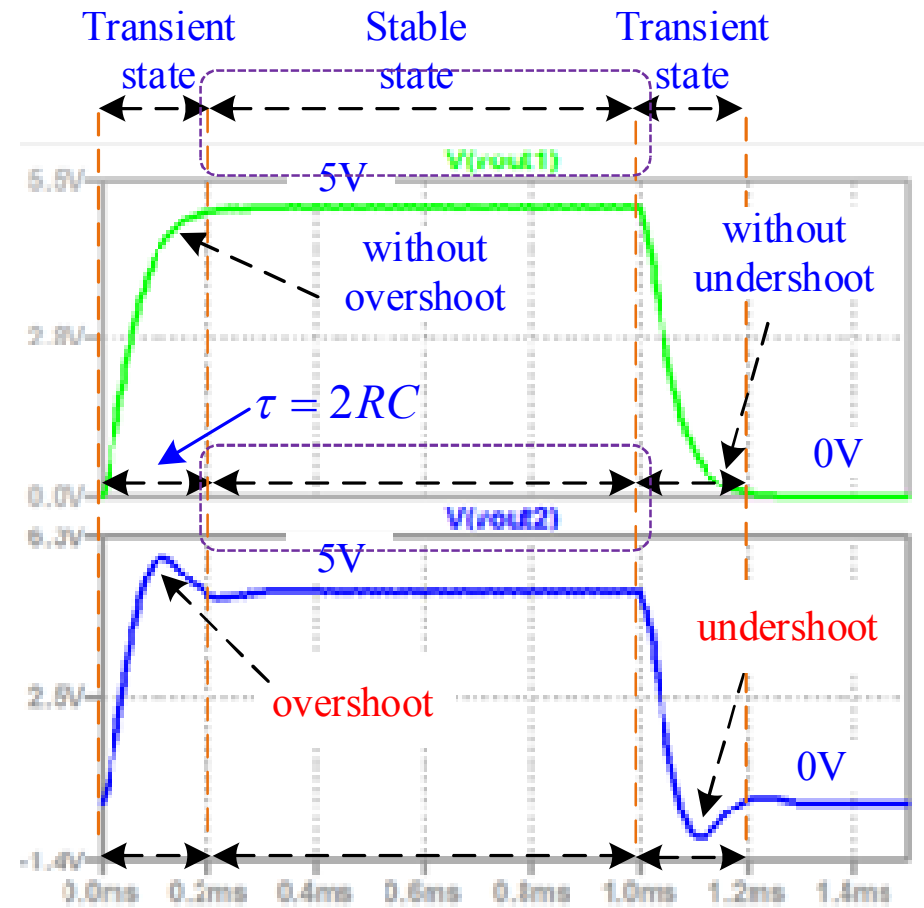 Transient
state
Stable
state
Transient
state
V(vout1)
5.5V
5V
without
overshoot
without
undershoot
2.8V
τ = 2RC
0V
0.0V
V(vout2)
6.3V
5V
undershoot
2.5V
overshoot
0V
-1.4V
0.0ms 0.2ms 0.4ms 0.6ms 0.8ms 1.0ms 1.2ms 1.4ms